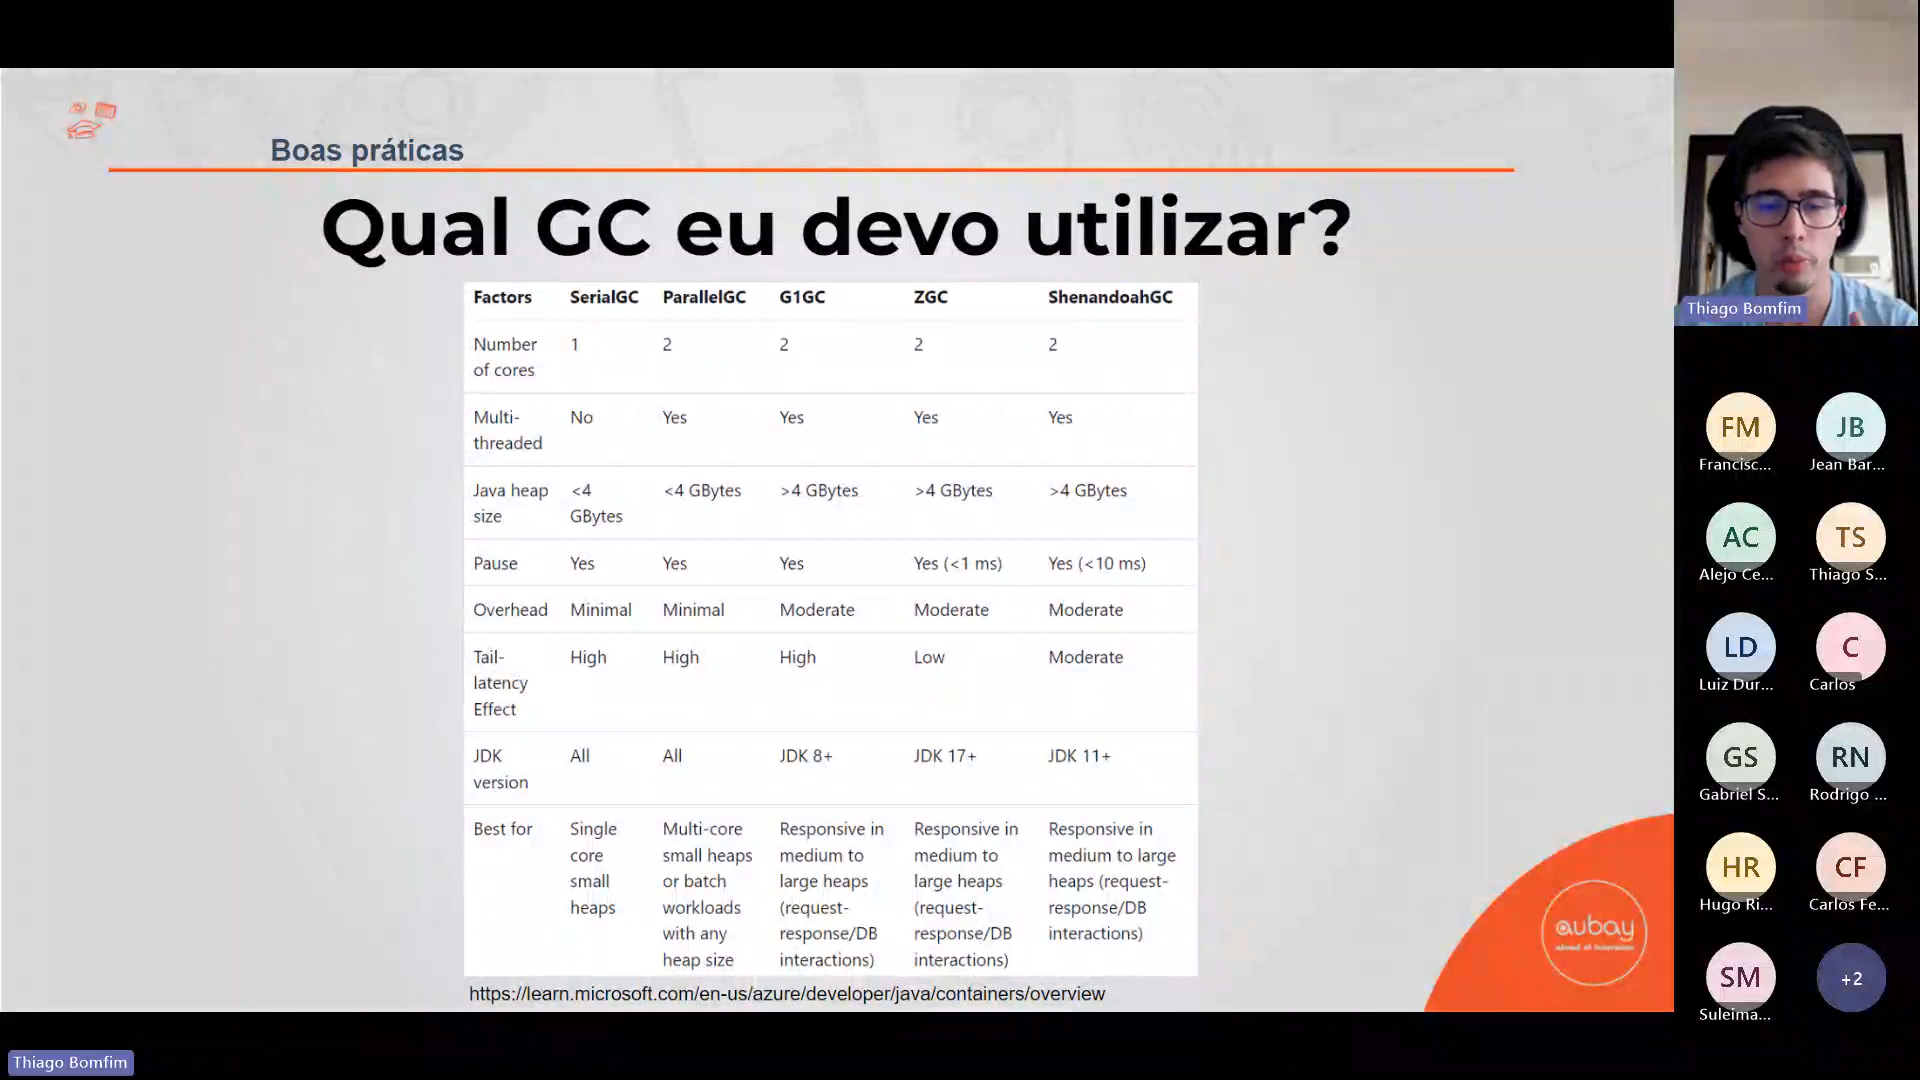 Boas práticas
Qual GC eu devo utilizar?
Factors SerialGC ParallelGC G1GC ZGC ShenandoahGC
Number of cores 1 2 2 2 2
Multi-threaded No Yes Yes Yes Yes
Java heap size <4 GBytes <4 GBytes >4 GBytes >4 GBytes >4 GBytes
Pause Yes Yes Yes Yes (<1 ms) Yes (<10 ms)
Overhead Minimal Minimal Moderate Moderate Moderate
Tail-latency Effect High High High Low Moderate
JDK version All All JDK 8+ JDK 17+ JDK 11+
Best for Single core small heaps Multi-core small heaps or batch workloads with any heap size Responsive in medium to large heaps (request-response/DB interactions) Responsive in medium to large heaps (request-response/DB interactions) Responsive in medium to large heaps (request-response/DB interactions)
https://learn.microsoft.com/en-us/azure/developer/java/containers/overview
aubay
Thiago Bomfim
Thiago Bomfim
FM JB
Francisc... Jean Bar...
AC TS
Alejo Ce... Thiago S...
LD C
Luiz Dur... Carlos
GS RN
Gabriel S... Rodrigo ...
HR CF
Hugo Ri... Carlos Fe...
SM +2
Suleima...